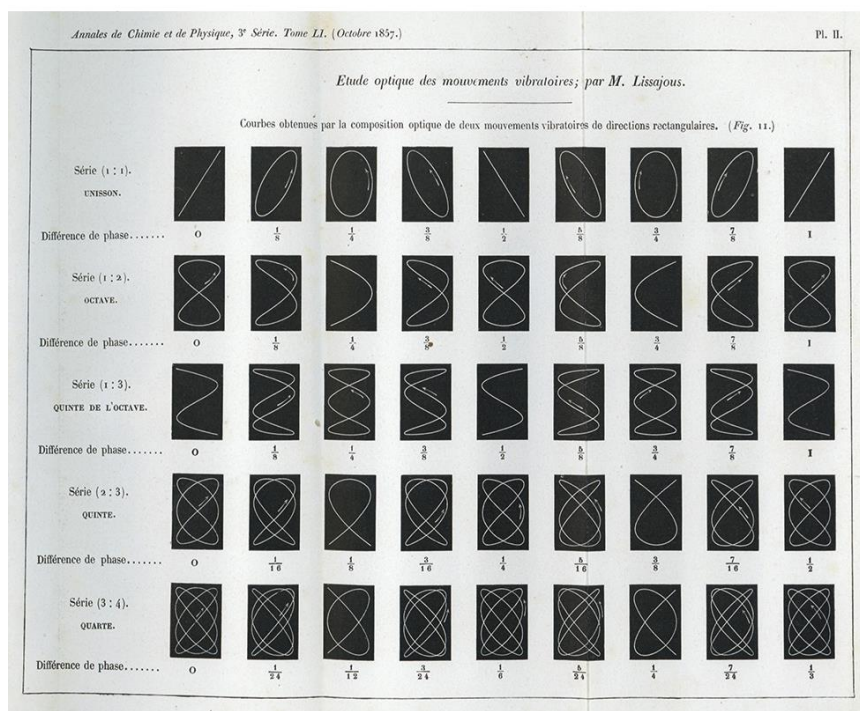 Annales de Chimie et de Physique, 3e Série. Tome LI. (Octobre 1857.) Pl. II.
Etude optique des mouvements vibratoires; par M. Lissajous.
Courbes obtenues par la composition optique de deux mouvements vibratoires de directions rectangulaires. (Fig. 11.)
Série (1 : 1).
UNISSON.
Différence de phase....... 0 1/8 1/4 3/8 1/2 5/8 3/4 7/8 1
Série (1 : 2).
OCTAVE.
Différence de phase....... 0 1/8 1/4 3/8 1/2 5/8 3/4 7/8 1
Série (1 : 3).
QUINTE DE L'OCTAVE.
Différence de phase....... 0 1/8 1/4 3/8 1/2 5/8 3/4 7/8 1
Série (2 : 3).
QUINTE.
Différence de phase....... 0 1/16 1/8 3/16 1/4 5/16 3/8 7/16 1/2
Série (3 : 4).
QUARTE.
Différence de phase....... 0 1/24 1/12 3/24 1/6 5/24 1/4 7/24 1/3